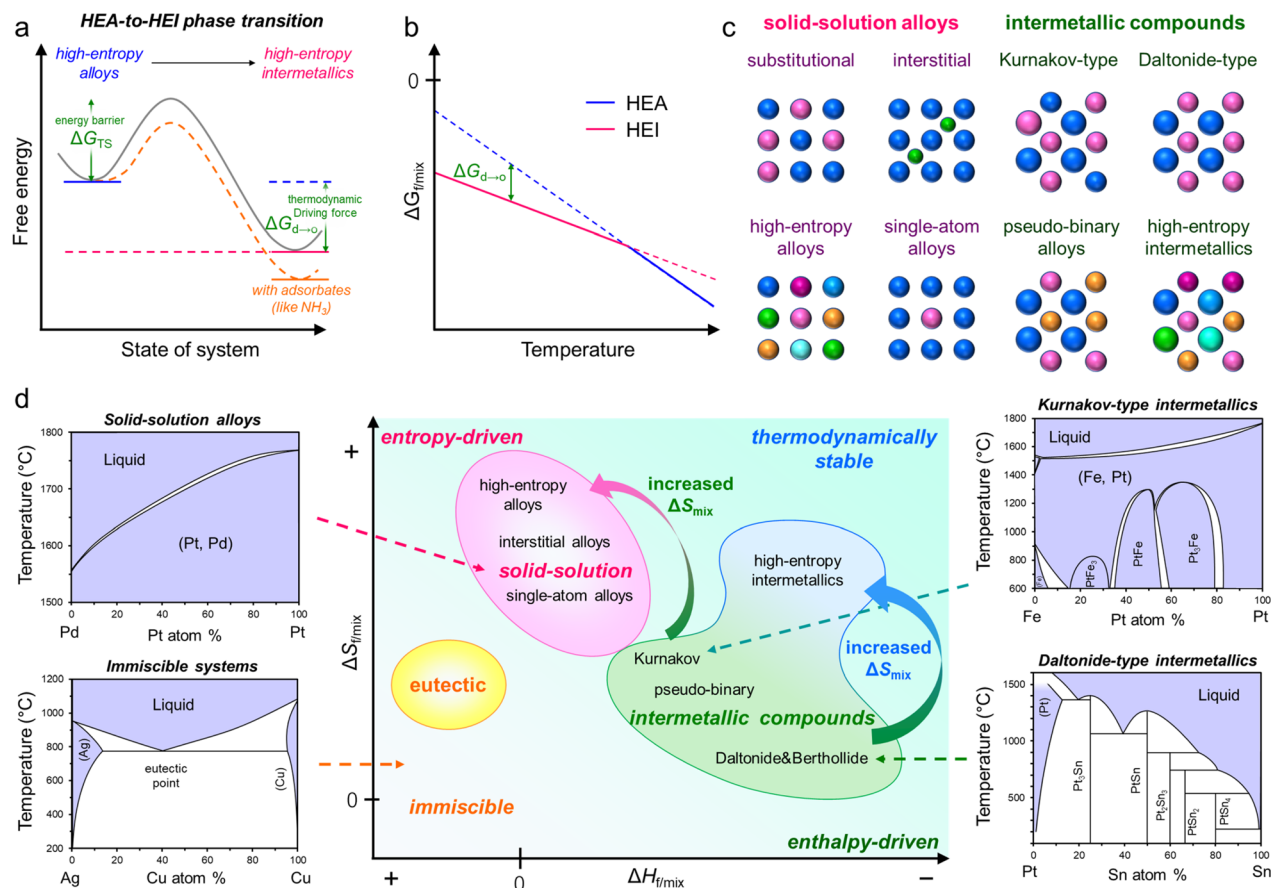 a
HEA-to-HEI phase transition
high-entropy
alloys
high-entropy
intermetallics
energy barrier
ΔG_TS
thermodynamic
Driving force
ΔG_d→o
with adsorbates
(like NH₃)
Free energy
State of system
b
0
HEA
HEI
ΔG_d→o
ΔG_f/mix
Temperature
c
solid-solution alloys
intermetallic compounds
substitutional
interstitial
Kurnakov-type
Daltonide-type
high-entropy
alloys
single-atom
alloys
pseudo-binary
alloys
high-entropy
intermetallics
d
Solid-solution alloys
1800
1700
1600
1500
Temperature (°C)
Liquid
(Pt, Pd)
0 20 40 60 80 100
Pd Pt atom % Pt
Immiscible systems
1200
1000
800
600
400
200
Temperature (°C)
Liquid
(Ag)
(Cu)
eutectic
point
0 20 40 60 80 100
Ag Cu atom % Cu
entropy-driven
thermodynamically
stable
+
high-entropy
alloys
increased
ΔS_mix
interstitial alloys
solid-solution
single-atom alloys
high-entropy
intermetallics
ΔS_f/mix
Kurnakov
increased
ΔS_mix
eutectic
pseudo-binary
intermetallic compounds
Daltonide&Berthollide
0
immiscible
enthalpy-driven
+ 0 ΔH_f/mix −
Kurnakov-type intermetallics
1800
1600
1400
1200
1000
800
600
Temperature (°C)
Liquid
(Fe, Pt)
(Fe)
PtFe₃
PtFe
Pt₃Fe
0 20 40 60 80 100
Fe Pt atom % Pt
Daltonide-type intermetallics
1500
1000
500
Temperature (°C)
Liquid
(Pt)
Pt₃Sn
PtSn
Pt₂Sn₃
PtSn₂
PtSn₄
0 20 40 60 80 100
Pt Sn atom % Sn